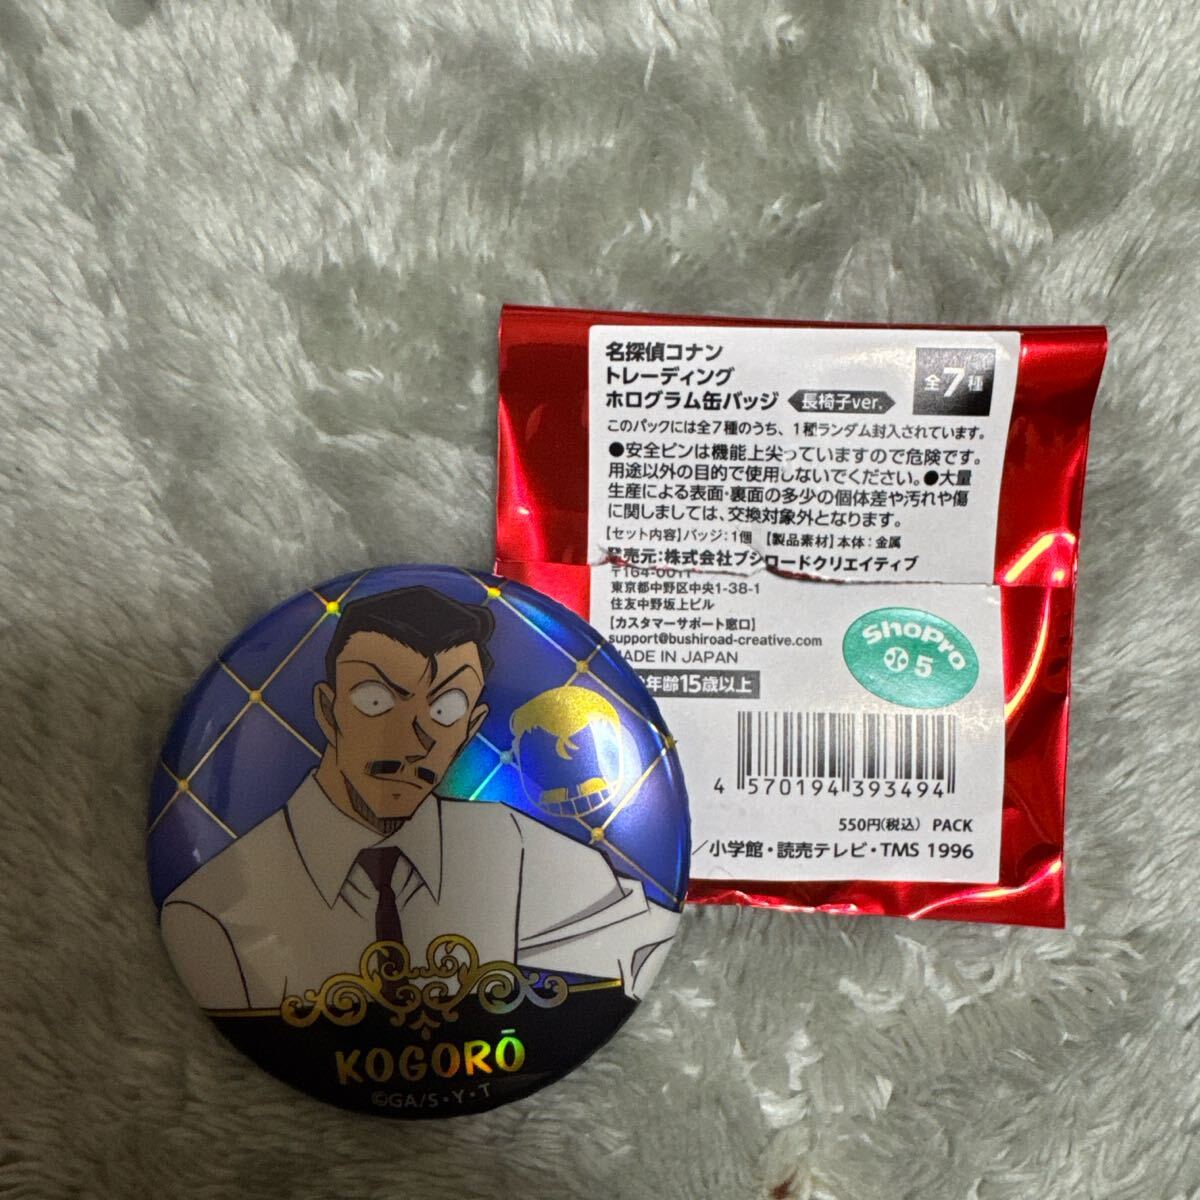 名探偵コナン
トレーディング
ホログラム缶バッジ 長椅子ver.
全7種
このパックには全7種のうち、1種ランダム封入されています。
●安全ピンは機能上尖っていますので危険です。
用途以外の目的で使用しないでください。●大量
生産による表面・裏面の多少の個体差や汚れや傷
に関しましては、交換対象外となります。
【セット内容】バッジ:1個 【製品素材】本体:金属
発売元:株式会社ブシロードクリエイティブ
〒164-0011
東京都中野区中央1-38-1
住友中野坂上ビル
【カスタマーサポート窓口】
support@bushiroad-creative.com
MADE IN JAPAN
年齢15歳以上
ShoPro
5
4 570194 393494
550円(税込) PACK
／小学館・読売テレビ・TMS 1996
KOGORŌ
©GA/S・Y・T